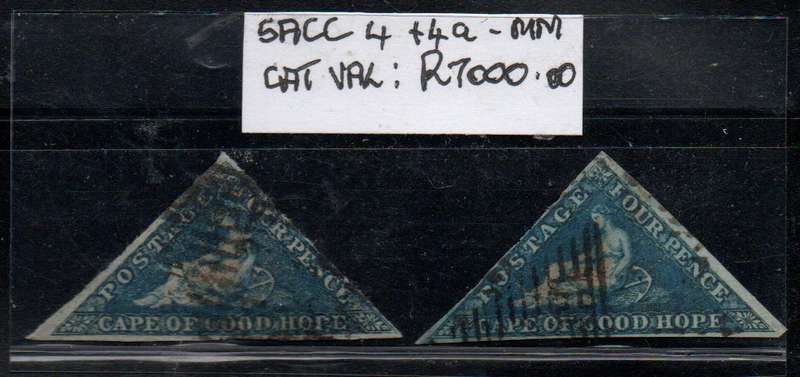 SACC 4 + 4a - MM
CAT VAL: R7000.00
POSTAGE
FOUR PENCE
CAPE OF GOOD HOPE
POSTAGE
FOUR PENCE
CAPE OF GOOD HOPE